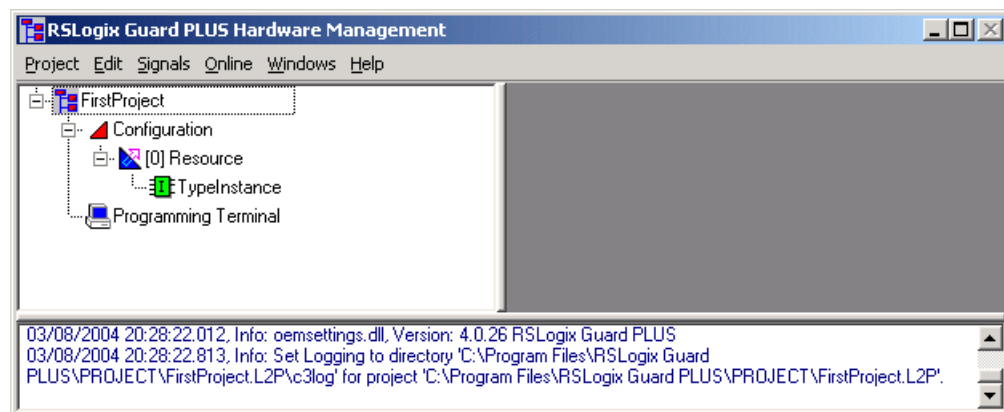 RSLogix Guard PLUS Hardware Management
Project Edit Signals Online Windows Help
FirstProject
Configuration
[0] Resource
I TypeInstance
Programming Terminal
03/08/2004 20:28:22.012, Info: oemsettings.dll, Version: 4.0.26 RSLogix Guard PLUS
03/08/2004 20:28:22.813, Info: Set Logging to directory 'C:\Program Files\RSLogix Guard
PLUS\PROJECT\FirstProject.L2P\c3log' for project 'C:\Program Files\RSLogix Guard PLUS\PROJECT\FirstProject.L2P'.